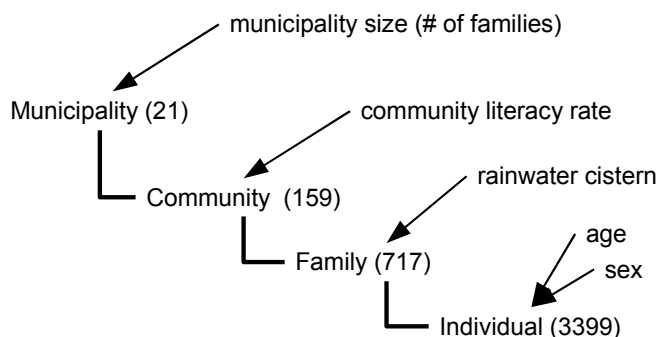 municipality size (# of families)
Municipality (21)
community literacy rate
Community (159)
rainwater cistern
Family (717)
age
sex
Individual (3399)